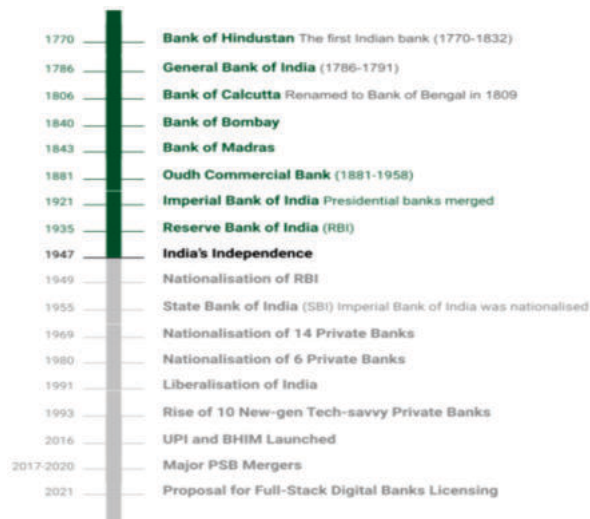 1770 Bank of Hindustan The first Indian bank (1770-1832)
1786 General Bank of India (1786-1791)
1806 Bank of Calcutta Renamed to Bank of Bengal in 1809
1840 Bank of Bombay
1843 Bank of Madras
1881 Oudh Commercial Bank (1881-1958)
1921 Imperial Bank of India Presidential banks merged
1935 Reserve Bank of India (RBI)
1947 India's Independence
1949 Nationalisation of RBI
1955 State Bank of India (SBI) Imperial Bank of India was nationalised
1969 Nationalisation of 14 Private Banks
1980 Nationalisation of 6 Private Banks
1991 Liberalisation of India
1993 Rise of 10 New-gen Tech-savvy Private Banks
2016 UPI and BHIM Launched
2017-2020 Major PSB Mergers
2021 Proposal for Full-Stack Digital Banks Licensing